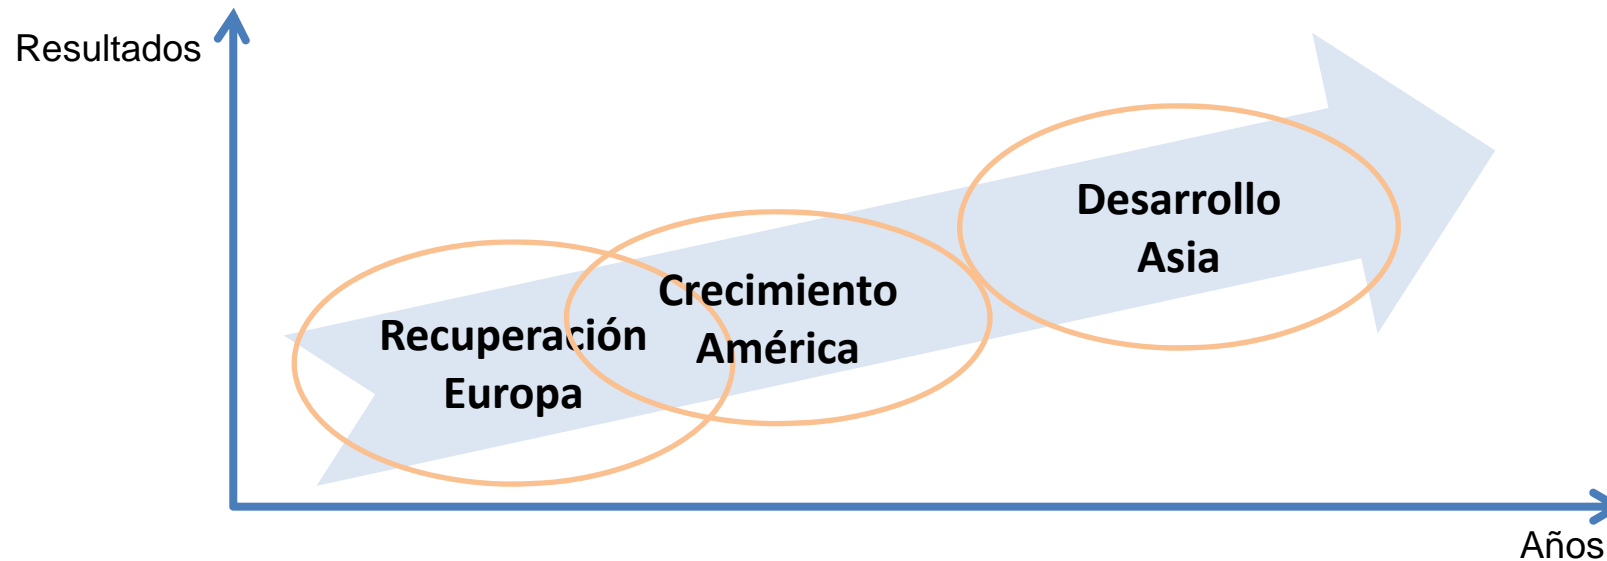 Resultados
Desarrollo
Asia
Crecimiento
América
Recuperación
Europa
Años